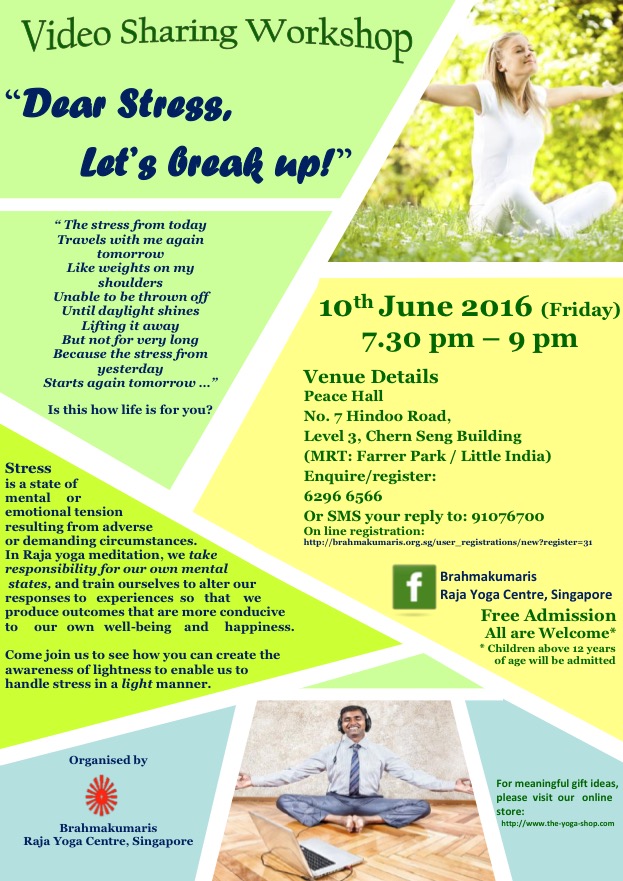 Video Sharing Workshop
“Dear Stress,
Let’s break up!”
“ The stress from today
Travels with me again
tomorrow
Like weights on my
shoulders
Unable to be thrown off
Until daylight shines
Lifting it away
But not for very long
Because the stress from
yesterday
Starts again tomorrow ...”
Is this how life is for you?
10th June 2016 (Friday)
7.30 pm – 9 pm
Venue Details
Peace Hall
No. 7 Hindoo Road,
Level 3, Chern Seng Building
(MRT: Farrer Park / Little India)
Enquire/register:
6296 6566
Or SMS your reply to: 91076700
On line registration:
http://brahmakumaris.org.sg/user_registrations/new?register=31
f
Brahmakumaris
Raja Yoga Centre, Singapore
Free Admission
All are Welcome*
* Children above 12 years
of age will be admitted
Stress
is a state of
mental or
emotional tension
resulting from adverse
or demanding circumstances.
In Raja yoga meditation, we take
responsibility for our own mental
states, and train ourselves to alter our
responses to experiences so that we
produce outcomes that are more conducive
to our own well-being and happiness.
Come join us to see how you can create the
awareness of lightness to enable us to
handle stress in a light manner.
Organised by
Brahmakumaris
Raja Yoga Centre, Singapore
For meaningful gift ideas,
please visit our online
store:
http://www.the-yoga-shop.com